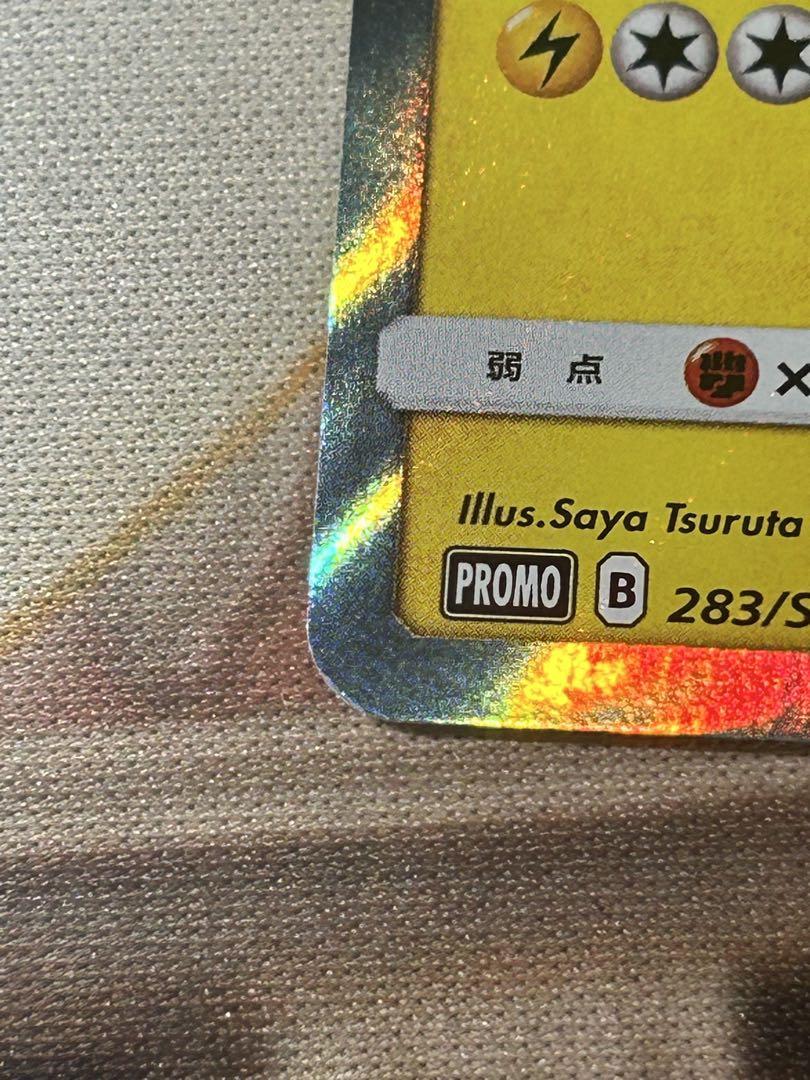 弱 点 ×
Illus.Saya Tsuruta
PROMO B 283/S